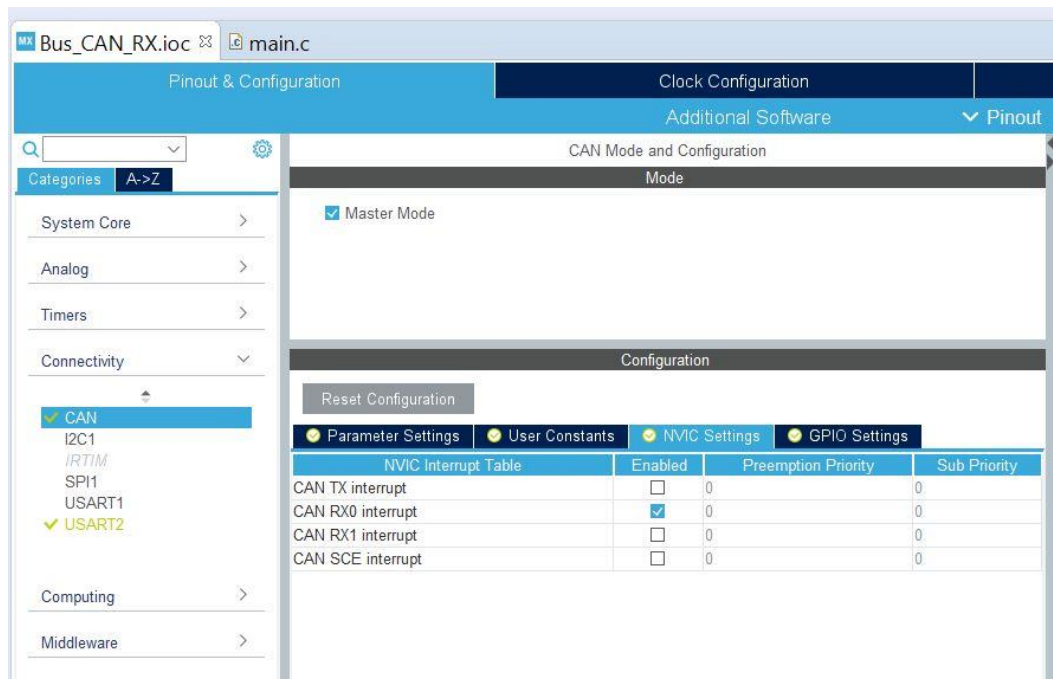 MX Bus_CAN_RX.ioc
.c main.c
Pinout & Configuration
Clock Configuration
Additional Software
Pinout
Categories
A->Z
System Core
Analog
Timers
Connectivity
CAN
I2C1
IRTIM
SPI1
USART1
USART2
Computing
Middleware
CAN Mode and Configuration
Mode
Master Mode
Configuration
Reset Configuration
Parameter Settings
User Constants
NVIC Settings
GPIO Settings
NVIC Interrupt Table Enabled Preemption Priority Sub Priority
CAN TX interrupt 0 0
CAN RX0 interrupt 0 0
CAN RX1 interrupt 0 0
CAN SCE interrupt 0 0